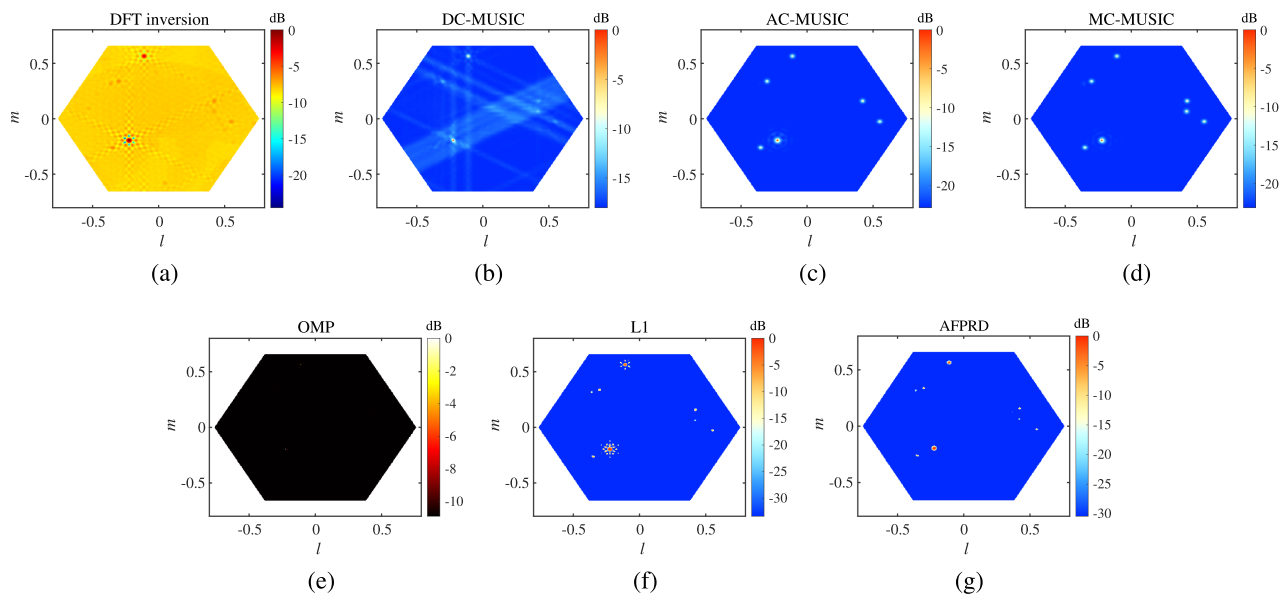 DFT inversion
dB
0
-5
-10
-15
-20
0.5
0
-0.5
m
-0.5
0
0.5
l
(a)
DC-MUSIC
dB
0
-5
-10
-15
0.5
0
-0.5
m
-0.5
0
0.5
l
(b)
AC-MUSIC
dB
0
-5
-10
-15
-20
0.5
0
-0.5
m
-0.5
0
0.5
l
(c)
MC-MUSIC
dB
0
-5
-10
-15
-20
0.5
0
-0.5
m
-0.5
0
0.5
l
(d)
OMP
dB
0
-2
-4
-6
-8
-10
0.5
0
-0.5
m
-0.5
0
0.5
l
(e)
L1
dB
0
-5
-10
-15
-20
-25
-30
0.5
0
-0.5
m
-0.5
0
0.5
l
(f)
AFPRD
dB
0
-5
-10
-15
-20
-25
-30
0.5
0
-0.5
m
-0.5
0
0.5
l
(g)